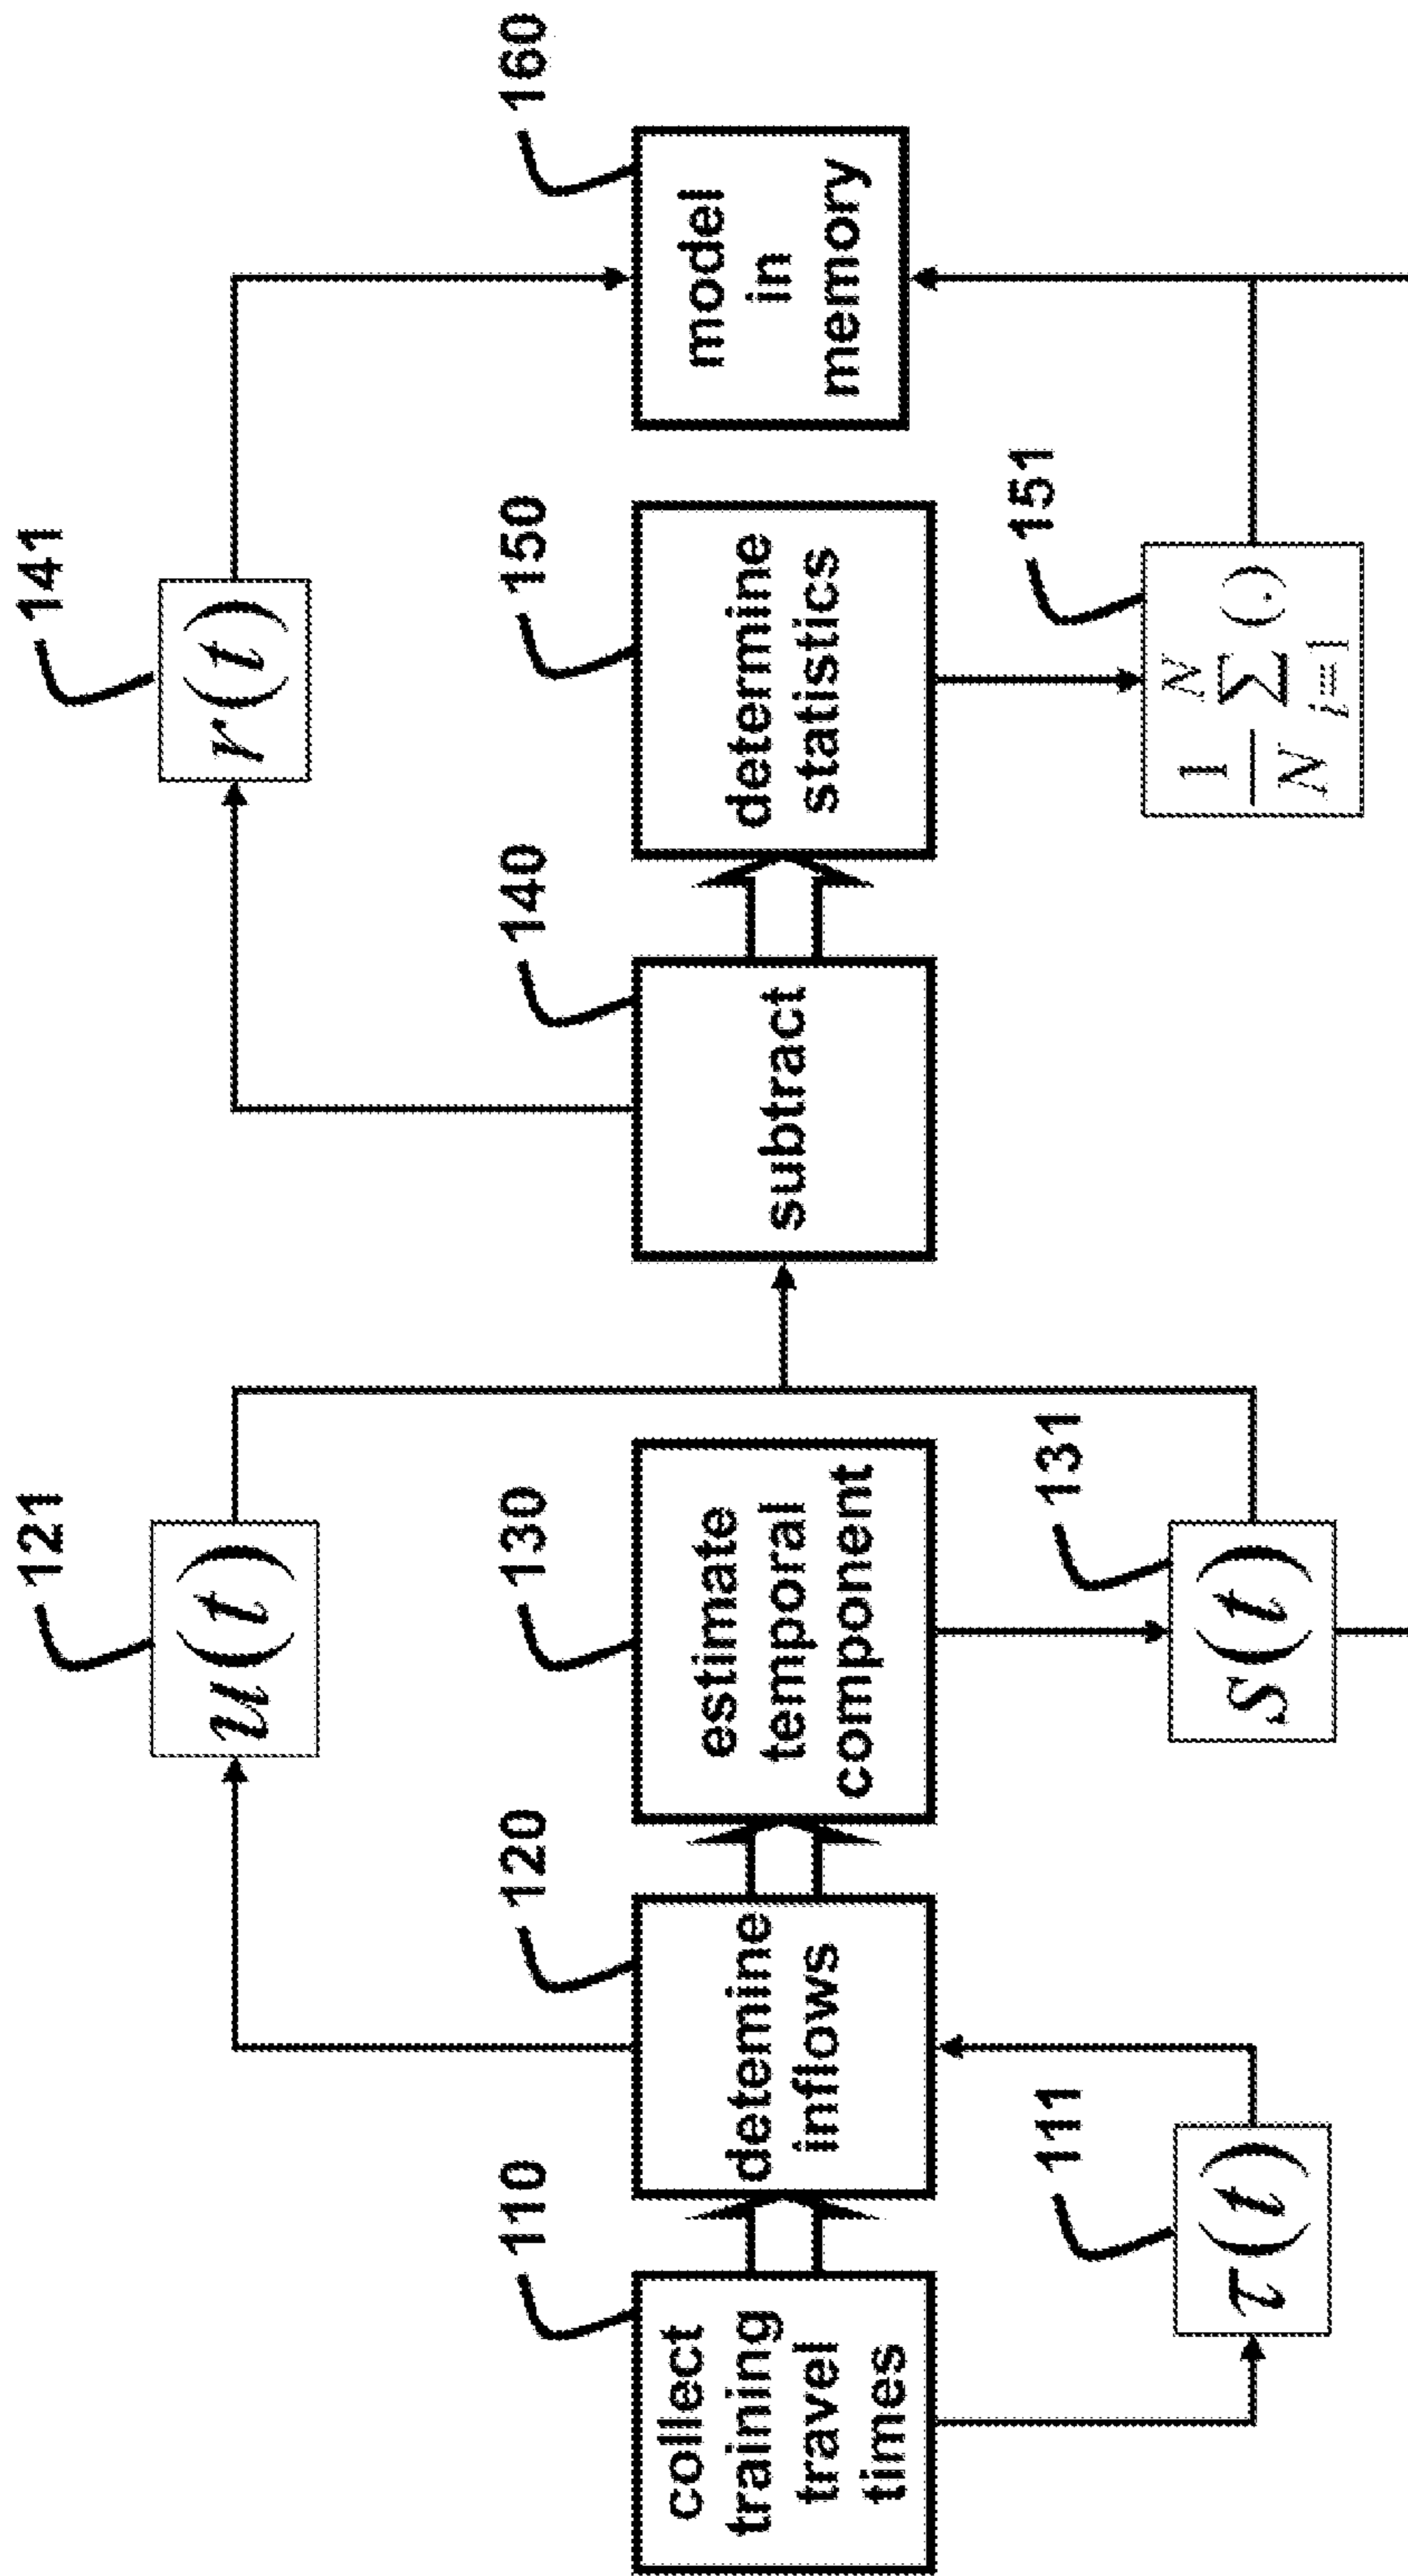 121
u(t)
141
r(t)
110
collect
training
travel
times
120
determine
inflows
130
estimate
temporal
component
140
subtract
150
determine
statistics
160
model
in
memory
111
τ(t)
131
s(t)
151
1/N N∑i=1 (.)